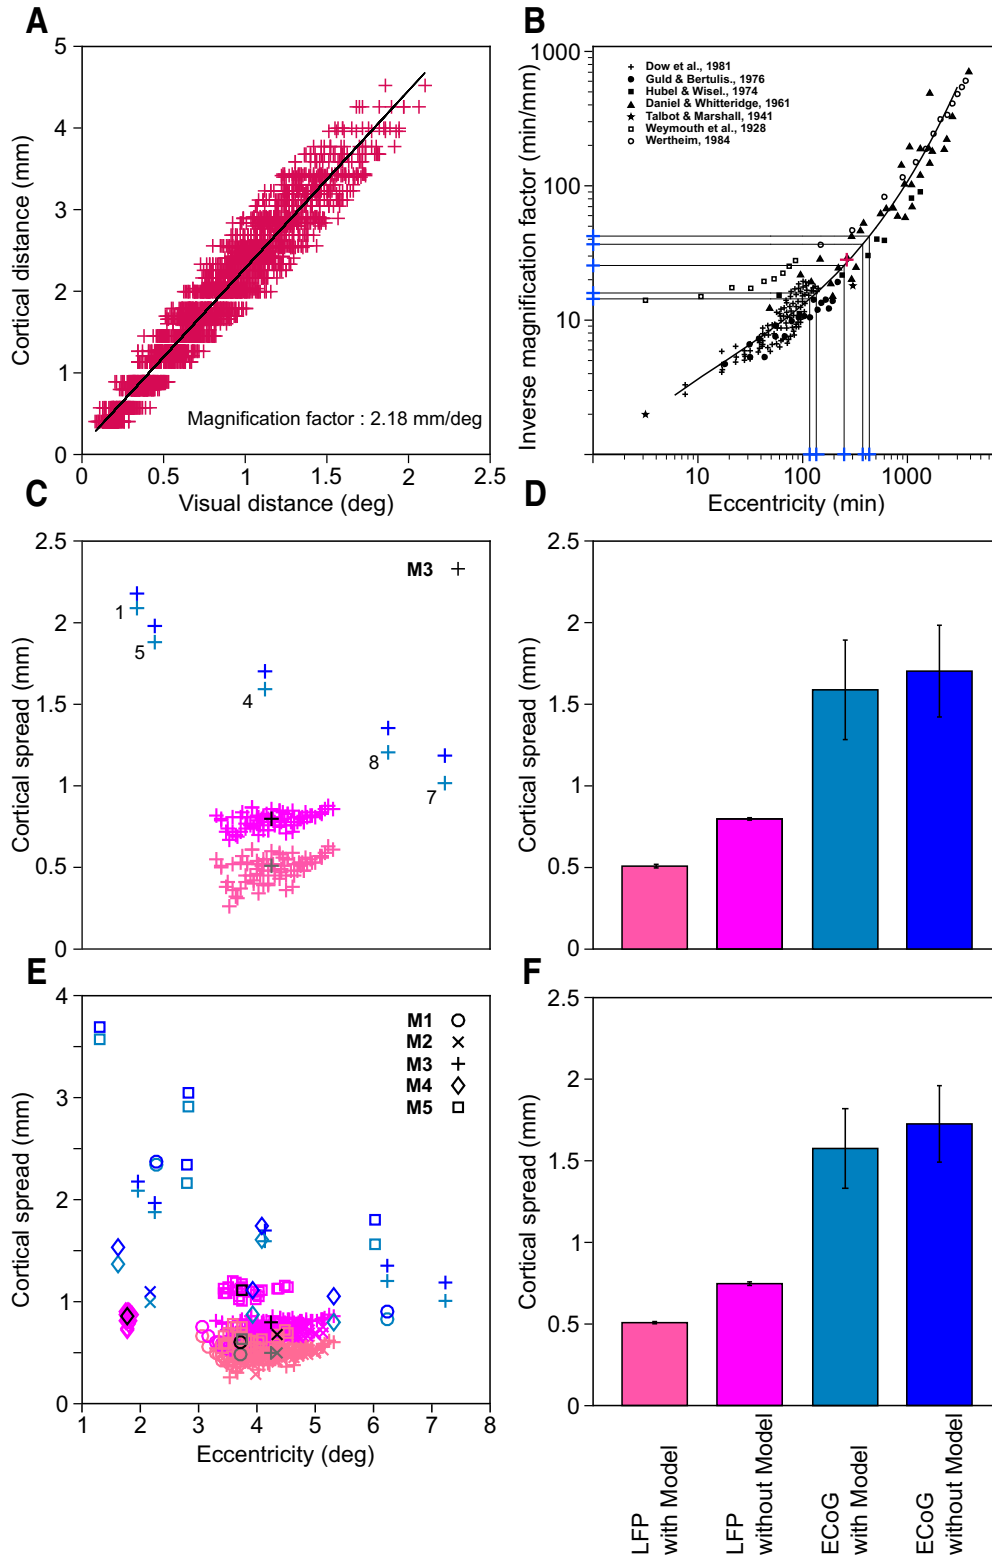 A
5
4
3
2
1
0
Cortical distance (mm)
Magnification factor : 2.18 mm/deg
0
0.5
1
1.5
2
2.5
Visual distance (deg)
B
1000
100
10
Inverse magnification factor (min/mm)
Dow et al., 1981
Guld & Bertulis., 1976
Hubel & Wisel., 1974
Daniel & Whitteridge, 1961
Talbot & Marshall, 1941
Weymouth et al., 1928
Wertheim, 1984
10
100
1000
Eccentricity (min)
C
2.5
2
1.5
1
0.5
0
Cortical spread (mm)
M3
1
5
4
8
7
D
2.5
2
1.5
1
0.5
0
Cortical spread (mm)
E
4
3
2
1
0
Cortical spread (mm)
M1
M2
M3
M4
M5
1
2
3
4
5
6
7
8
Eccentricity (deg)
F
2.5
2
1.5
1
0.5
0
Cortical spread (mm)
LFP
with Model
LFP
without Model
ECoG
with Model
ECoG
without Model